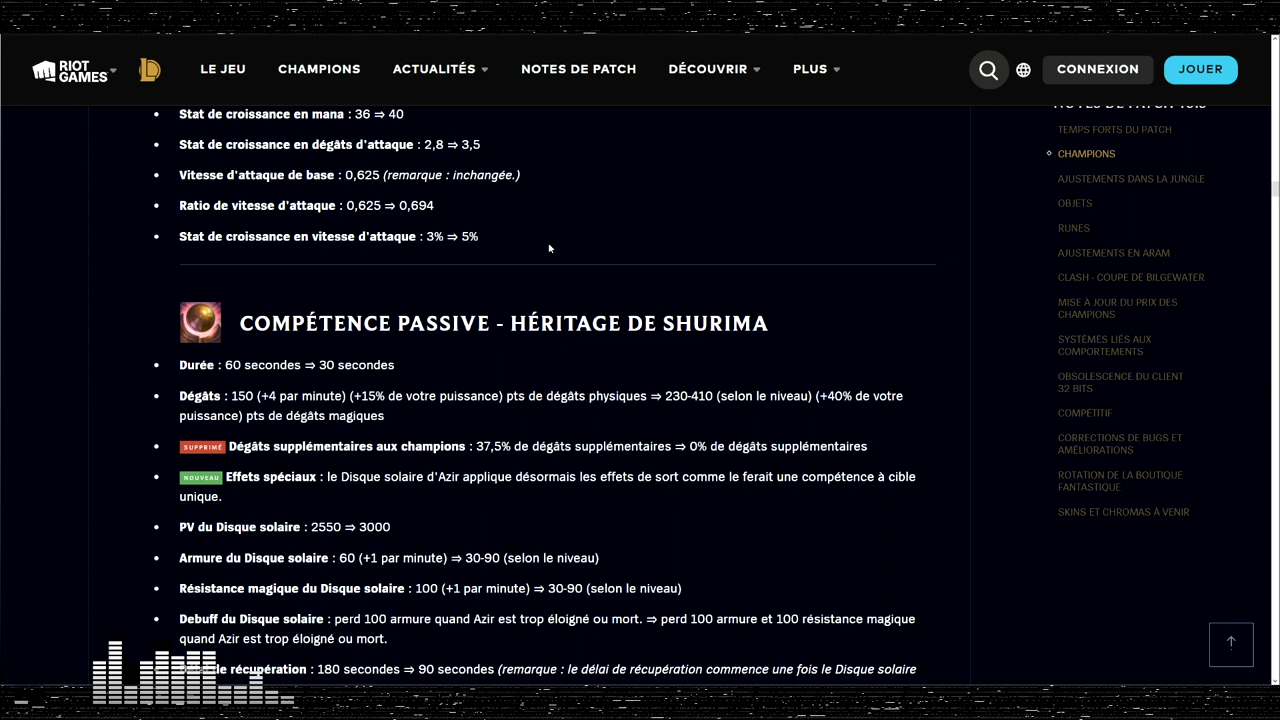 RIOT GAMES
LE JEU
CHAMPIONS
ACTUALITÉS
NOTES DE PATCH
DÉCOUVRIR
PLUS
CONNEXION
JOUER
Stat de croissance en mana : 36 ⇒ 40
Stat de croissance en dégâts d'attaque : 2,8 ⇒ 3,5
Vitesse d'attaque de base : 0,625 (remarque : inchangée.)
Ratio de vitesse d'attaque : 0,625 ⇒ 0,694
Stat de croissance en vitesse d'attaque : 3% ⇒ 5%
COMPÉTENCE PASSIVE - HÉRITAGE DE SHURIMA
Durée : 60 secondes ⇒ 30 secondes
Dégâts : 150 (+4 par minute) (+15% de votre puissance) pts de dégâts physiques ⇒ 230-410 (selon le niveau) (+40% de votre
puissance) pts de dégâts magiques
SUPPRIMÉ Dégâts supplémentaires aux champions : 37,5% de dégâts supplémentaires ⇒ 0% de dégâts supplémentaires
NOUVEAU Effets spéciaux : le Disque solaire d'Azir applique désormais les effets de sort comme le ferait une compétence à cible
unique.
PV du Disque solaire : 2550 ⇒ 3000
Armure du Disque solaire : 60 (+1 par minute) ⇒ 30-90 (selon le niveau)
Résistance magique du Disque solaire : 100 (+1 par minute) ⇒ 30-90 (selon le niveau)
Debuff du Disque solaire : perd 100 armure quand Azir est trop éloigné ou mort. ⇒ perd 100 armure et 100 résistance magique
quand Azir est trop éloigné ou mort.
récupération : 180 secondes ⇒ 90 secondes (remarque : le délai de récupération commence une fois le Disque solaire
NOTES DE PATCH
TEMPS FORTS DU PATCH
CHAMPIONS
AJUSTEMENTS DANS LA JUNGLE
OBJETS
RUNES
AJUSTEMENTS EN ARAM
CLASH - COUPE DE BILGEWATER
MISE À JOUR DU PRIX DES
CHAMPIONS
SYSTÈMES LIÉS AUX
COMPORTEMENTS
OBSOLESCENCE DU CLIENT
32 BITS
COMPÉTITIF
CORRECTIONS DE BUGS ET
AMÉLIORATIONS
ROTATION DE LA BOUTIQUE
FANTASTIQUE
SKINS ET CHROMAS À VENIR